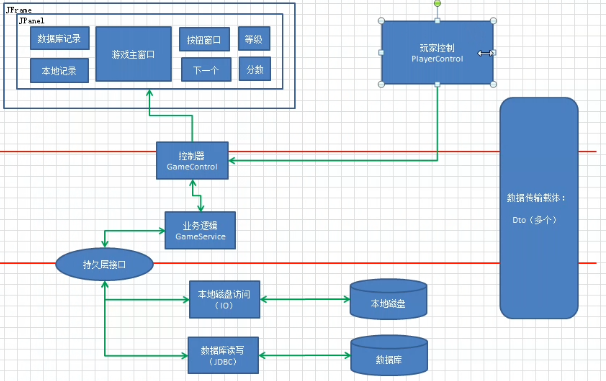 JFrame
JPanel
数据库记录
游戏主窗口
按钮窗口
等级
本地记录
下一个
分数
玩家控制
PlayerControl
控制器
GameControl
业务逻辑
GameService
持久层接口
本地磁盘访问
（IO）
本地磁盘
数据库读写
（JDBC）
数据库
数据传输载体：
Dto（多个）